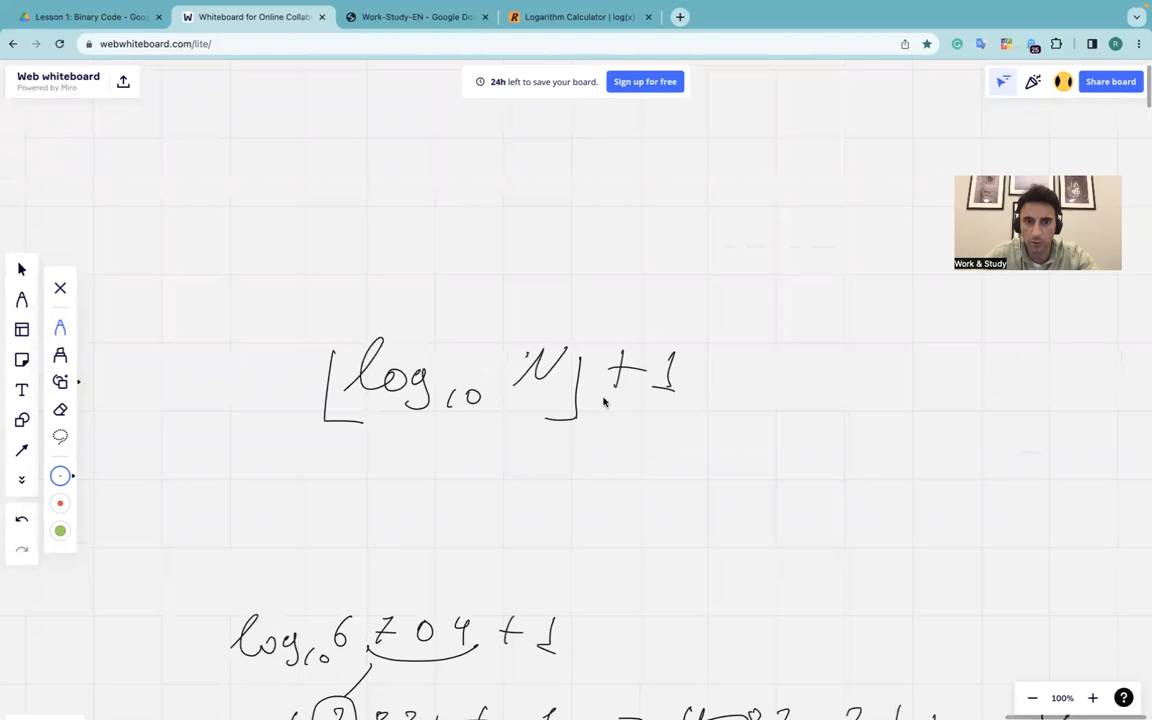 Lesson 1: Binary Code - Goo
Whiteboard for Online Collab
Work-Study-EN - Google Do
Logarithm Calculator | log(x)
webwhiteboard.com/lite/
25
R
Web whiteboard
Powered by Miro
24h left to save your board.
Sign up for free
Share board
Work & Study
⌊log₁₀ N⌋ + 1
T
log₁₀ 6704 + 1
100%